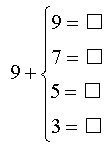 9 = □
7 = □
9 + {
5 = □
3 = □